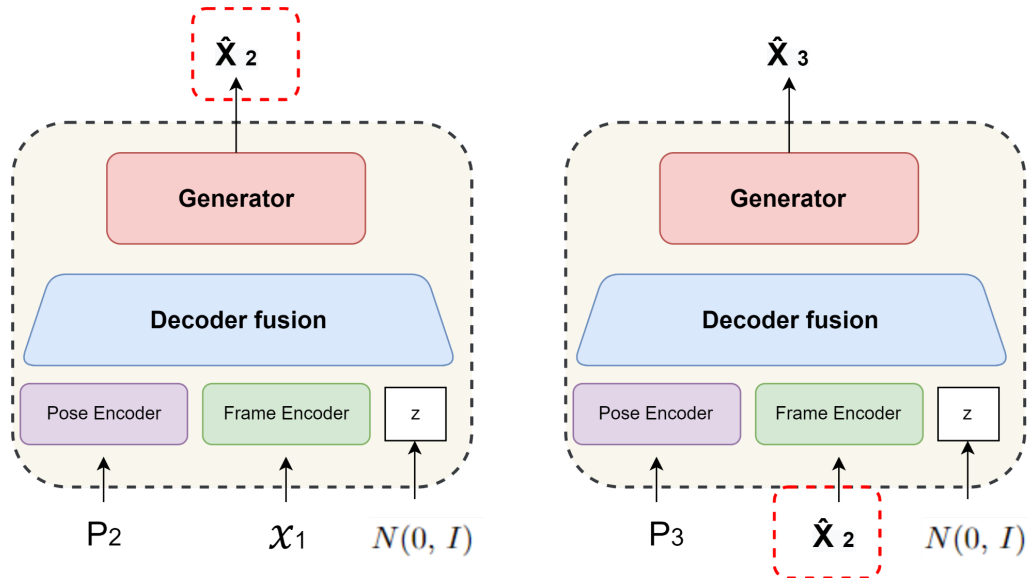 X̂ 2
Generator
Decoder fusion
Pose Encoder
Frame Encoder
z
P2
x1
N(0, I)
X̂ 3
Generator
Decoder fusion
Pose Encoder
Frame Encoder
z
P3
X̂ 2
N(0, I)